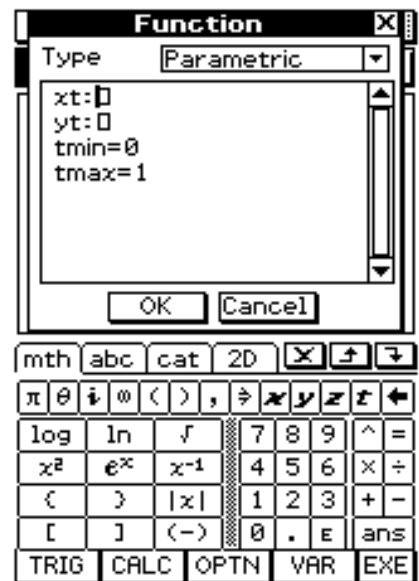 Function X
Type Parametric ▼
xt:□
yt:□
tmin=0
tmax=1
OK Cancel
mth abc cat 2D
π θ i ∞ ( ) , ⇒ x y z t ←
log ln √ 7 8 9 ^ =
x² eˣ x⁻¹ 4 5 6 × ÷
( ) |x| 1 2 3 + −
[ ] (−) 0 . E ans
TRIG CALC OPTN VAR EXE